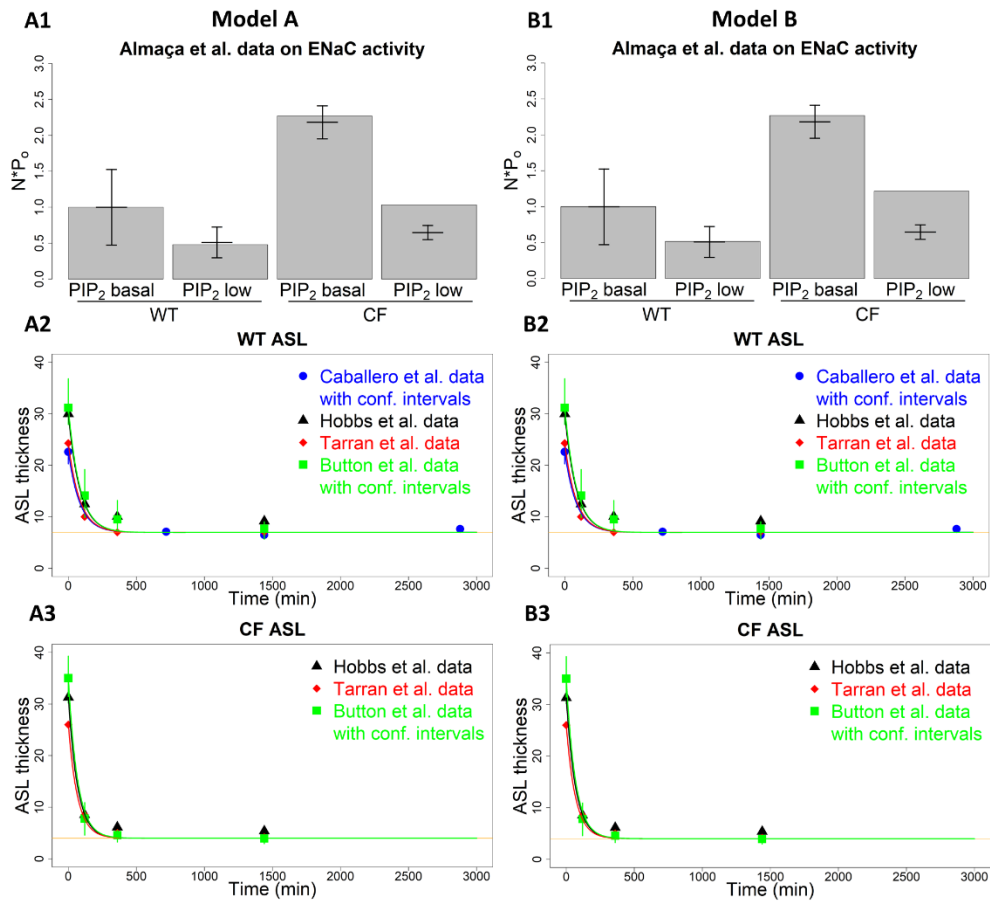 A1 Model A
Almaça et al. data on ENaC activity
N*Po
3.0
2.5
2.0
1.5
1.0
0.5
0.0
PIP2 basal PIP2 low PIP2 basal PIP2 low
WT CF
B1 Model B
Almaça et al. data on ENaC activity
N*Po
3.0
2.5
2.0
1.5
1.0
0.5
0.0
PIP2 basal PIP2 low PIP2 basal PIP2 low
WT CF
A2
WT ASL
ASL thickness
40
30
20
10
0
Caballero et al. data
with conf. intervals
Hobbs et al. data
Tarran et al. data
Button et al. data
with conf. intervals
0 500 1000 1500 2000 2500 3000
Time (min)
B2
WT ASL
ASL thickness
40
30
20
10
0
Caballero et al. data
with conf. intervals
Hobbs et al. data
Tarran et al. data
Button et al. data
with conf. intervals
0 500 1000 1500 2000 2500 3000
Time (min)
A3
CF ASL
ASL thickness
40
30
20
10
0
Hobbs et al. data
Tarran et al. data
Button et al. data
with conf. intervals
0 500 1000 1500 2000 2500 3000
Time (min)
B3
CF ASL
ASL thickness
40
30
20
10
0
Hobbs et al. data
Tarran et al. data
Button et al. data
with conf. intervals
0 500 1000 1500 2000 2500 3000
Time (min)